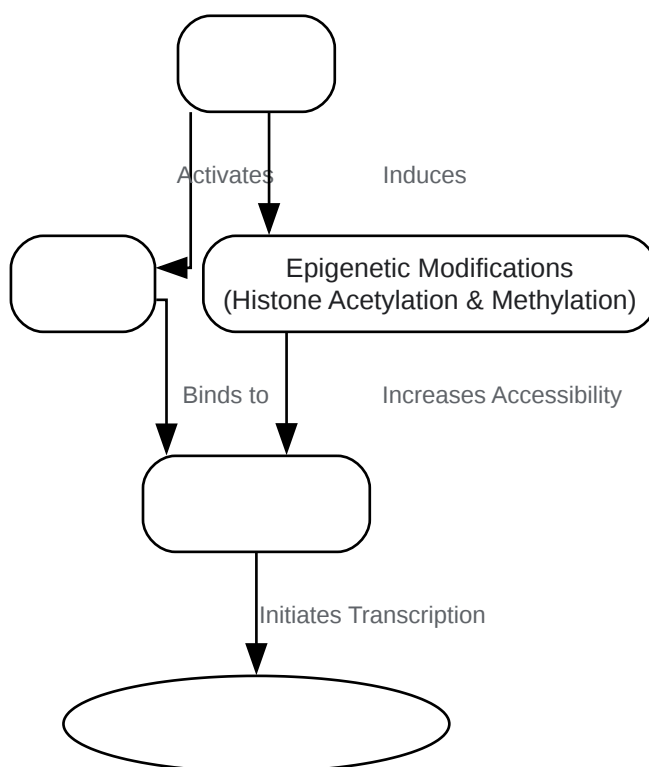 Activates
Induces
Epigenetic Modifications
(Histone Acetylation & Methylation)
Binds to
Increases Accessibility
Initiates Transcription